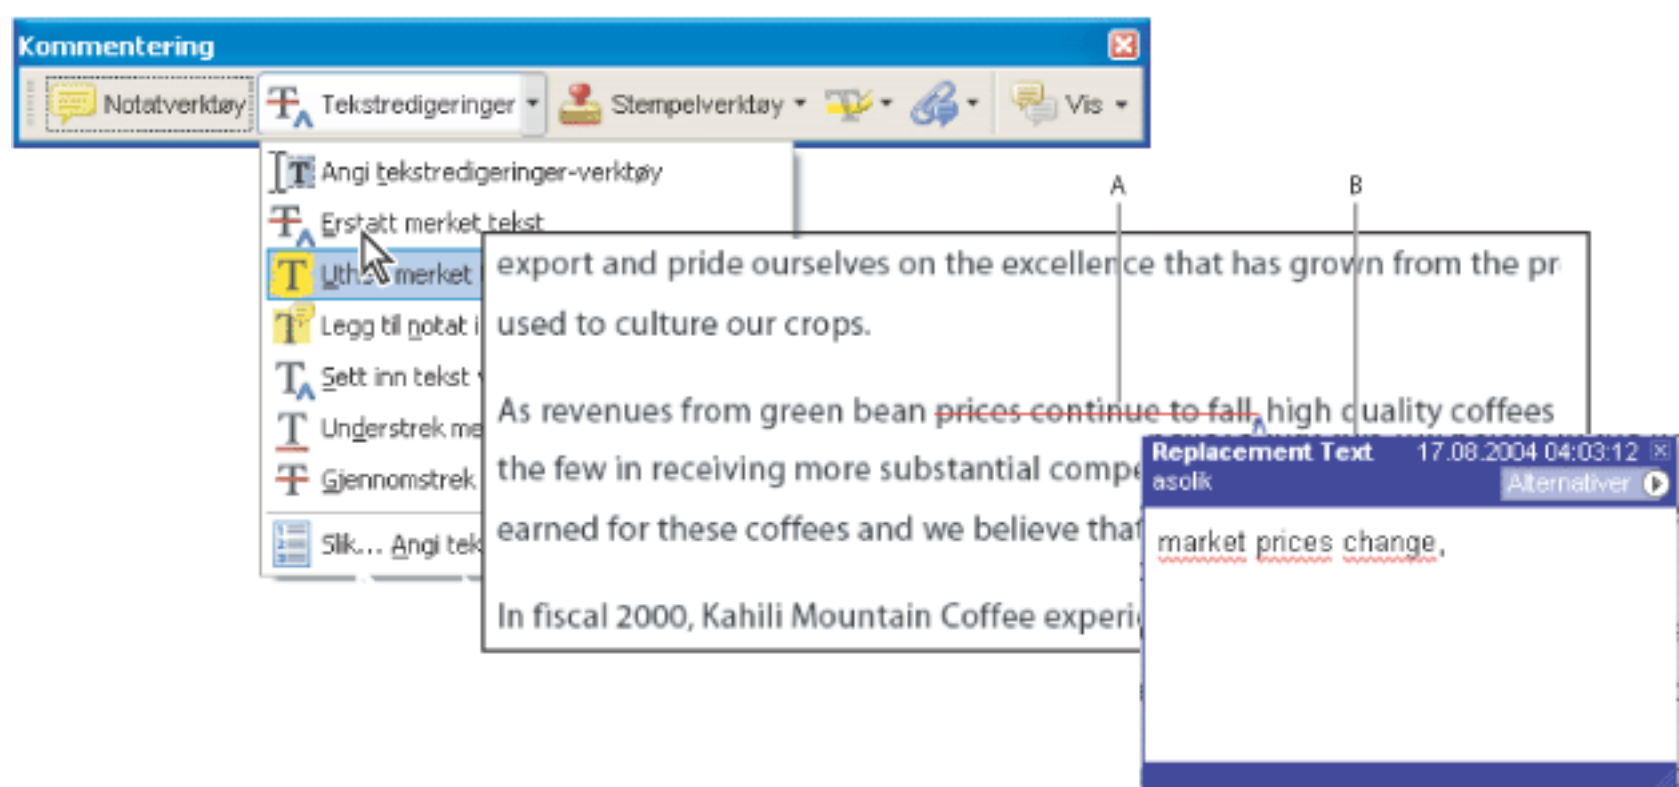 Kommentering
Notatverktøy Tekstredigeringer Stempelverktøy Vis
Angi tekstredigeringer-verktøy
Erstatt merket tekst
merket
Legg til notat i
Sett inn tekst
Understrek me
Gjennomstrek
Slik... Angi tek
A B
export and pride ourselves on the excellence that has grown from the pr
used to culture our crops.
As revenues from green bean prices continue to fall, high quality coffees
the few in receiving more substantial compe
earned for these coffees and we believe that
In fiscal 2000, Kahili Mountain Coffee experi
Replacement Text 17.08.2004 04:03:12
asolik Alternativer
market prices change,